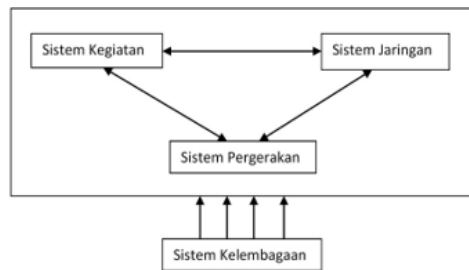 Sistem Kegiatan
Sistem Jaringan
Sistem Pergerakan
Sistem Kelembagaan